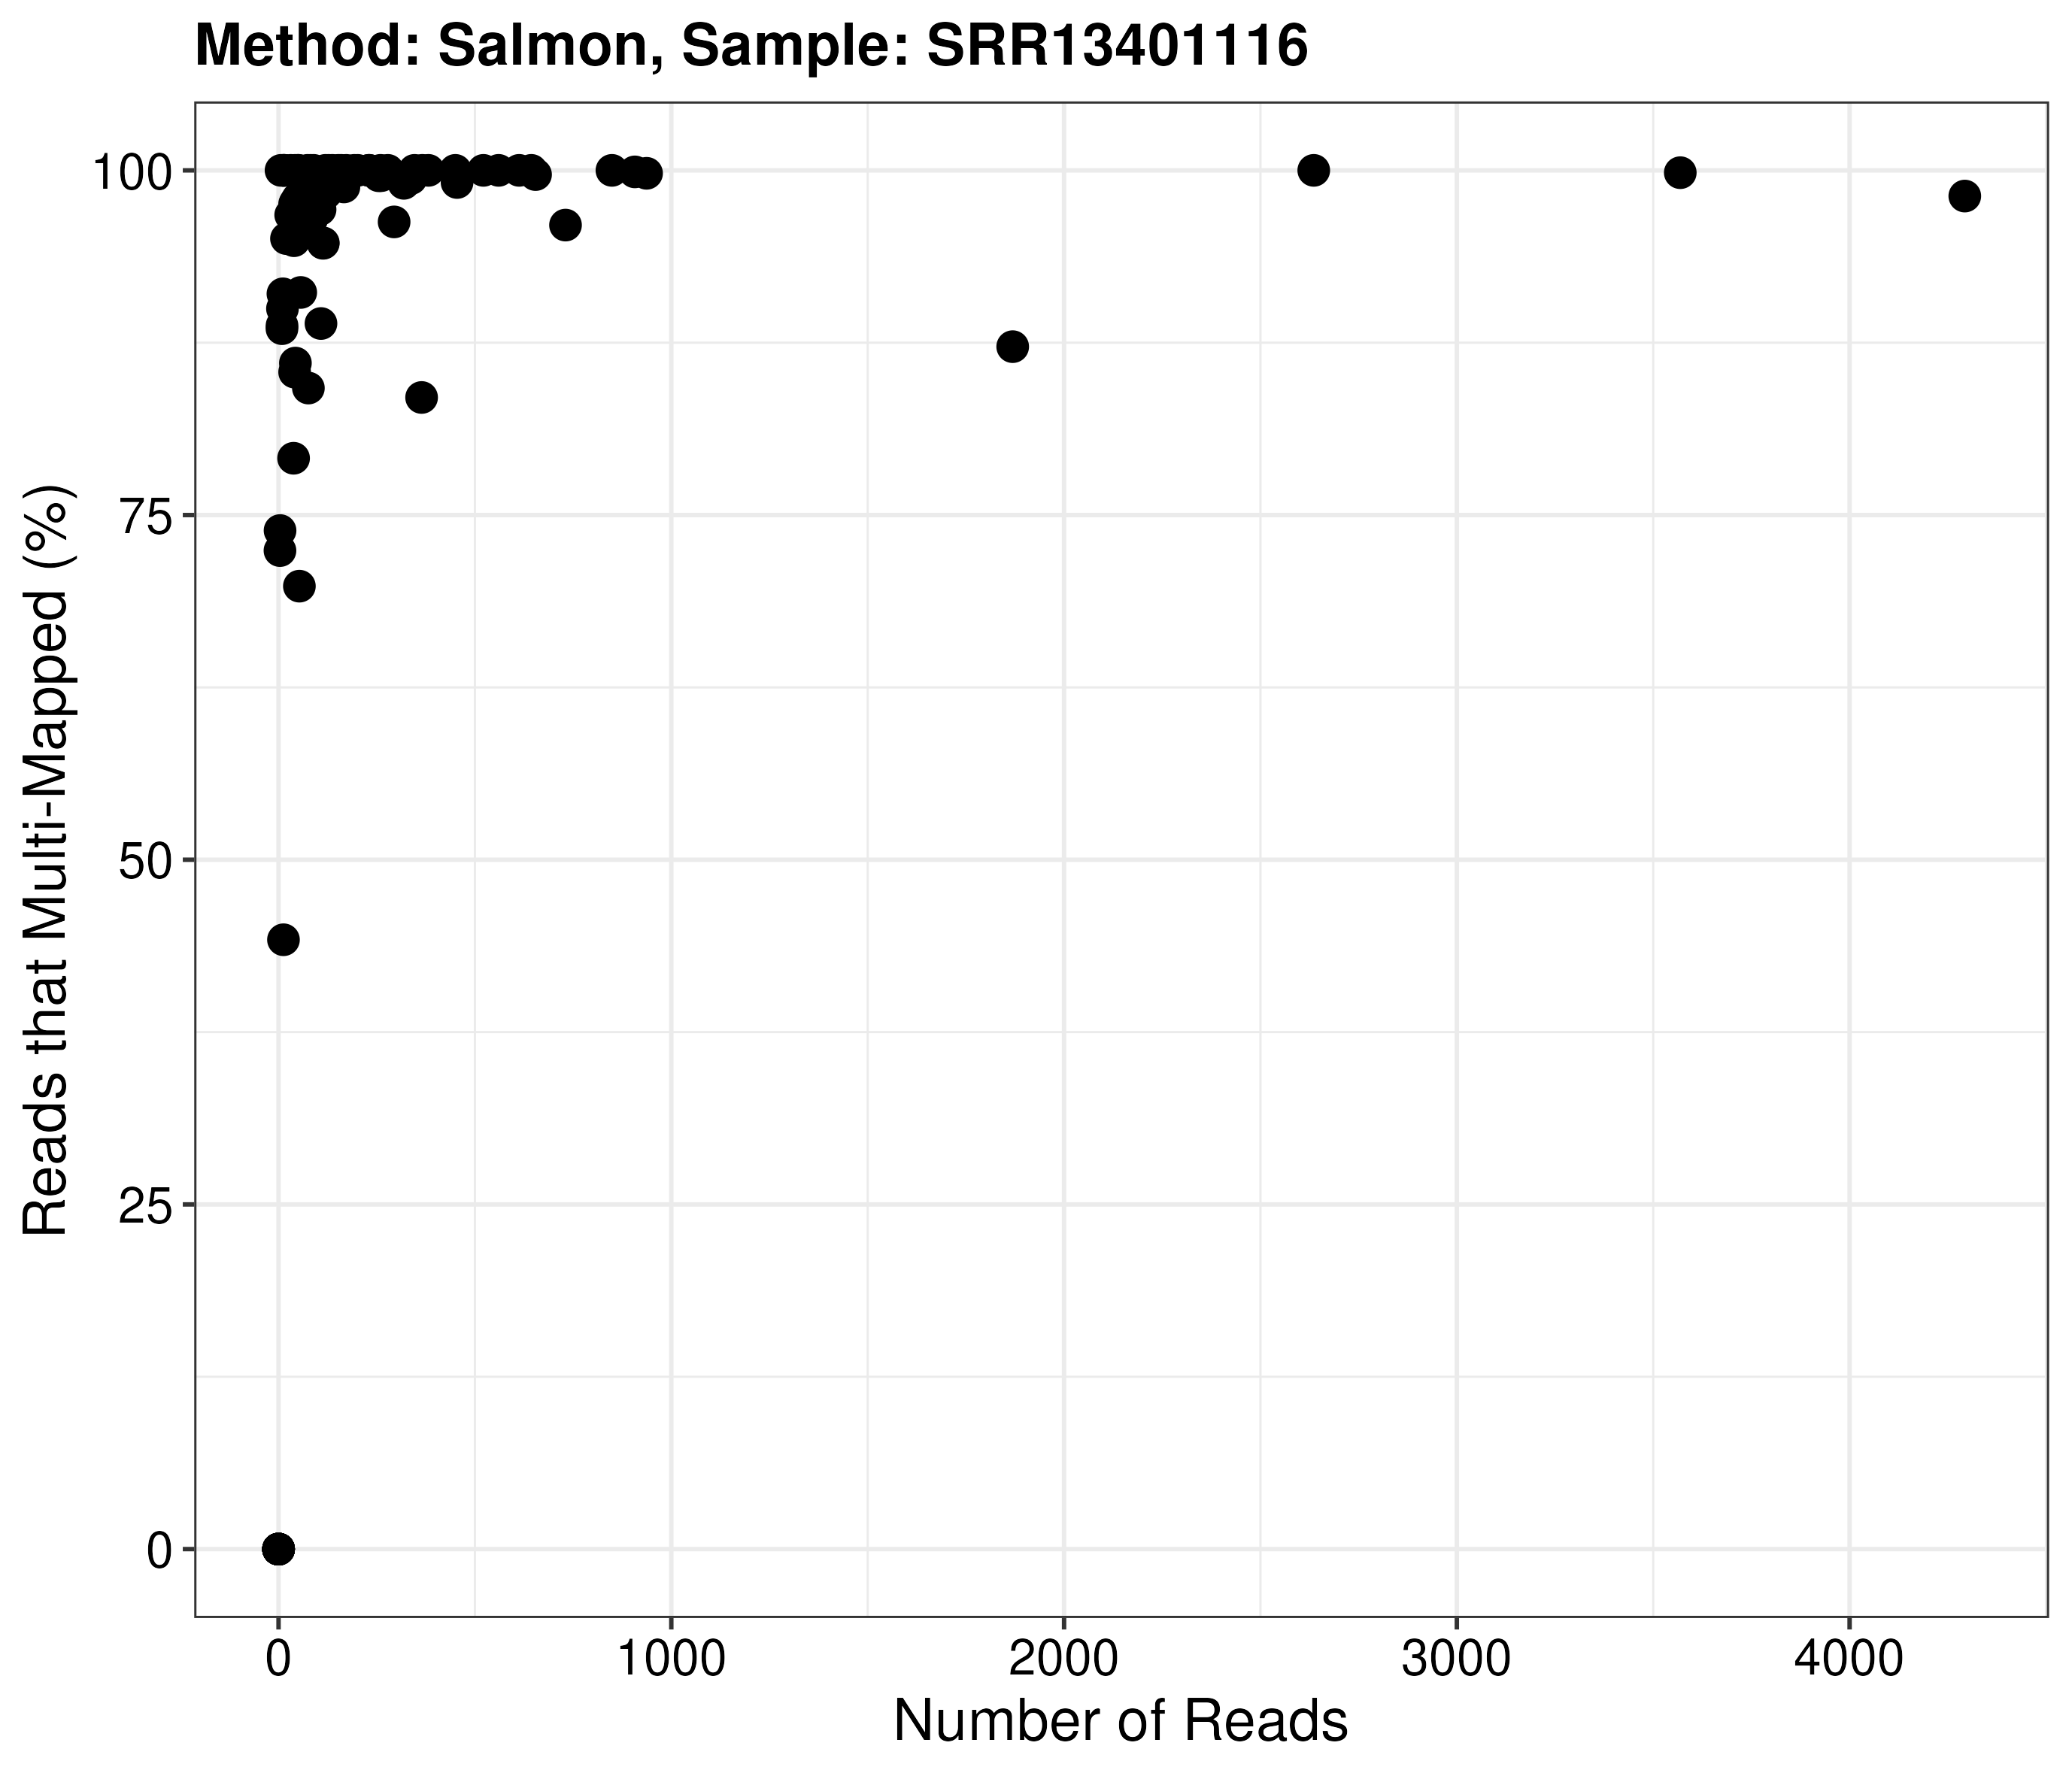 Method: Salmon, Sample: SRR13401116
Reads that Multi-Mapped (%)
100
75
50
25
0
0 1000 2000 3000 4000
Number of Reads